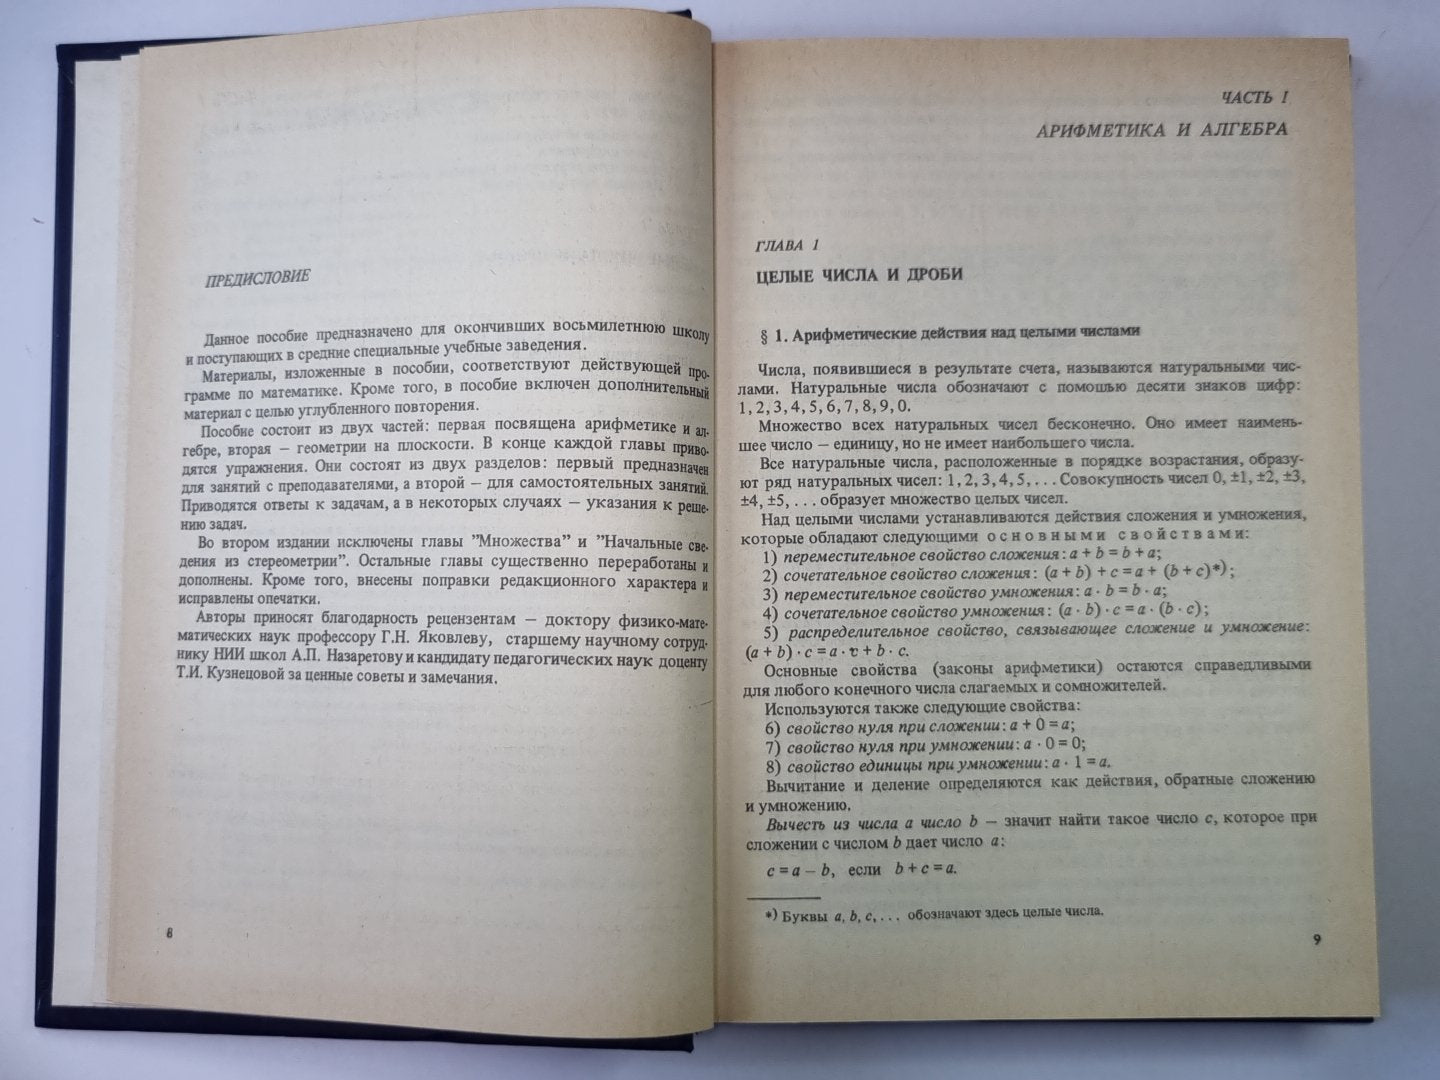 ПРЕДИСЛОВИЕ
Данное пособие предназначено для окончивших восьмилетнюю школу
и поступающих в средние специальные учебные заведения.
Материалы, изложенные в пособии, соответствуют действующей про-
грамме по математике. Кроме того, в пособие включен дополнительный
материал с целью углубленного повторения.
Пособие состоит из двух частей: первая посвящена арифметике и ал-
гебре, вторая — геометрии на плоскости. В конце каждой главы приво-
дятся упражнения. Они состоят из двух разделов: первый предназначен
для занятий с преподавателями, а второй — для самостоятельных занятий.
Приводятся ответы к задачам, а в некоторых случаях — указания к реше-
нию задач.
Во втором издании исключены главы "Множества" и "Начальные све-
дения из стереометрии". Остальные главы существенно переработаны и
дополнены. Кроме того, внесены поправки редакционного характера и
исправлены опечатки.
Авторы приносят благодарность рецензентам — доктору физико-мате-
матических наук профессору Г.Н. Яковлеву, старшему научному сотруд-
нику НИИ школ А.П. Назаретову и кандидату педагогических наук доценту
Т.И. Кузнецовой за ценные советы и замечания.
8
ЧАСТЬ I
АРИФМЕТИКА И АЛГЕБРА
ГЛАВА 1
ЦЕЛЫЕ ЧИСЛА И ДРОБИ
§ 1. Арифметические действия над целыми числами
Числа, появившиеся в результате счета, называются натуральными чис-
лами. Натуральные числа обозначают с помощью десяти знаков цифр:
1, 2, 3, 4, 5, 6, 7, 8, 9, 0.
Множество всех натуральных чисел бесконечно. Оно имеет наимень-
шее число — единицу, но не имеет наибольшего числа.
Все натуральные числа, расположенные в порядке возрастания, образу-
ют ряд натуральных чисел: 1, 2, 3, 4, 5, . . . Совокупность чисел 0, ±1, ±2, ±3,
±4, ±5, . . . образует множество целых чисел.
Над целыми числами устанавливаются действия сложения и умножения,
которые обладают следующими основными свойствами:
1) переместительное свойство сложения: a + b = b + a;
2) сочетательное свойство сложения: (a + b) + c = a + (b + c)*);
3) переместительное свойство умножения: a · b = b · a;
4) сочетательное свойство умножения: (a · b) · c = a · (b · c);
5) распределительное свойство, связывающее сложение и умножение:
(a + b) · c = a · v + b · c.
Основные свойства (законы арифметики) остаются справедливыми
для любого конечного числа слагаемых и сомножителей.
Используются также следующие свойства:
6) свойство нуля при сложении: a + 0 = a;
7) свойство нуля при умножении: a · 0 = 0;
8) свойство единицы при умножении: a · 1 = a.
Вычитание и деление определяются как действия, обратные сложению
и умножению.
Вычесть из числа a число b — значит найти такое число c, которое при
сложении с числом b дает число a:
c = a – b, если b + c = a.
*) Буквы a, b, c, . . . обозначают здесь целые числа.
9